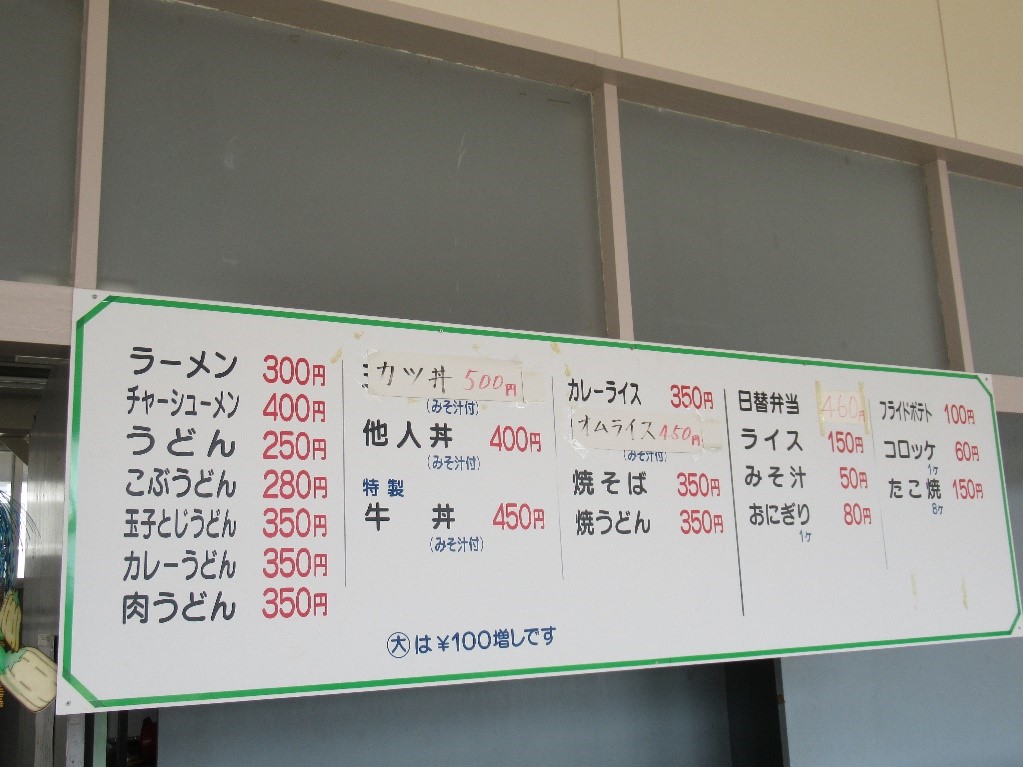 ラーメン 300円
チャーシューメン 400円
うどん 250円
こぶうどん 280円
玉子とじうどん 350円
カレーうどん 350円
肉うどん 350円
カツ丼 500円
(みそ汁付)
他人丼 400円
(みそ汁付)
特製
牛丼 450円
(みそ汁付)
カレーライス 350円
オムライス 450円
(みそ汁付)
焼そば 350円
焼うどん 350円
日替弁当 460円
ライス 150円
みそ汁 50円
おにぎり 80円
1ヶ
フライドポテト 100円
コロッケ 60円
1ヶ
たこ焼 150円
8ヶ
大は¥100増しです